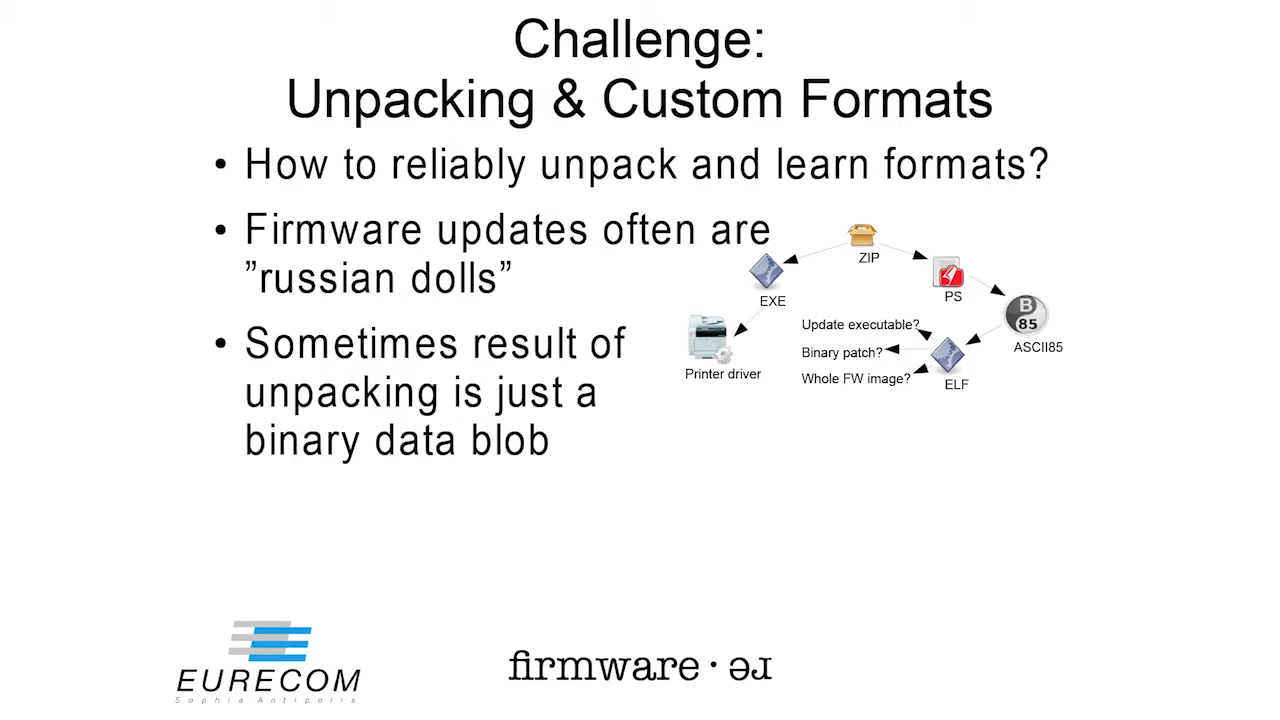 Challenge:
Unpacking & Custom Formats
• How to reliably unpack and learn formats?
• Firmware updates often are
”russian dolls”
• Sometimes result of
unpacking is just a
binary data blob
ZIP
EXE
PS
B
85
ASCII85
Printer driver
Update executable?
Binary patch?
Whole FW image?
ELF
EURECOM
Sophia Antipolis
firmware·ǝɹ